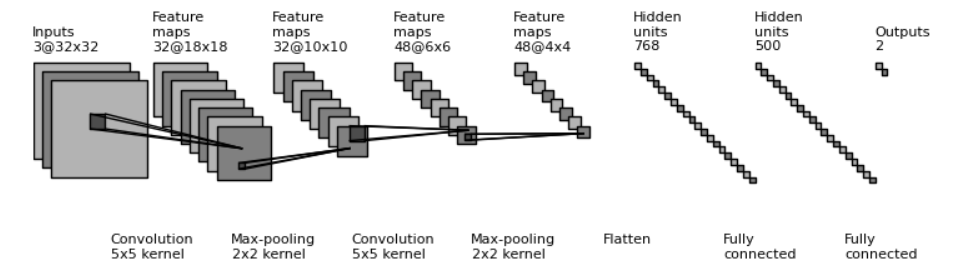 Inputs
3@32x32
Feature
maps
32@18x18
Feature
maps
32@10x10
Feature
maps
48@6x6
Feature
maps
48@4x4
Hidden
units
768
Hidden
units
500
Outputs
2
Convolution
5x5 kernel
Max-pooling
2x2 kernel
Convolution
5x5 kernel
Max-pooling
2x2 kernel
Flatten
Fully
connected
Fully
connected